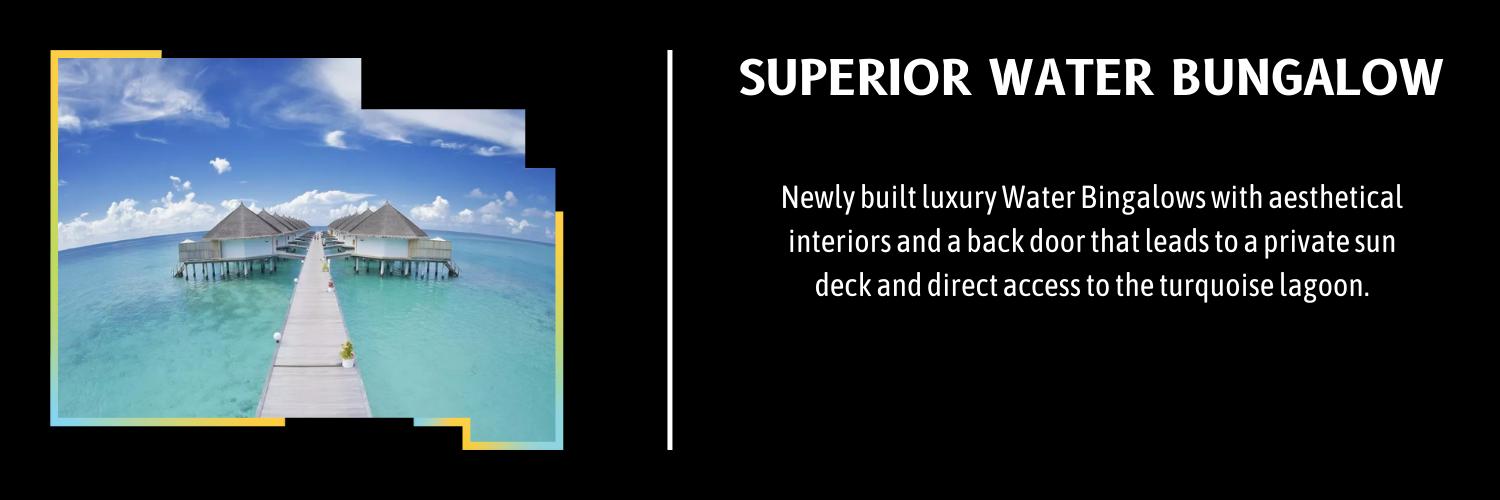 SUPERIOR WATER BUNGALOW
Newly built luxury Water Bingalows with aesthetical
interiors and a back door that leads to a private sun
deck and direct access to the turquoise lagoon.